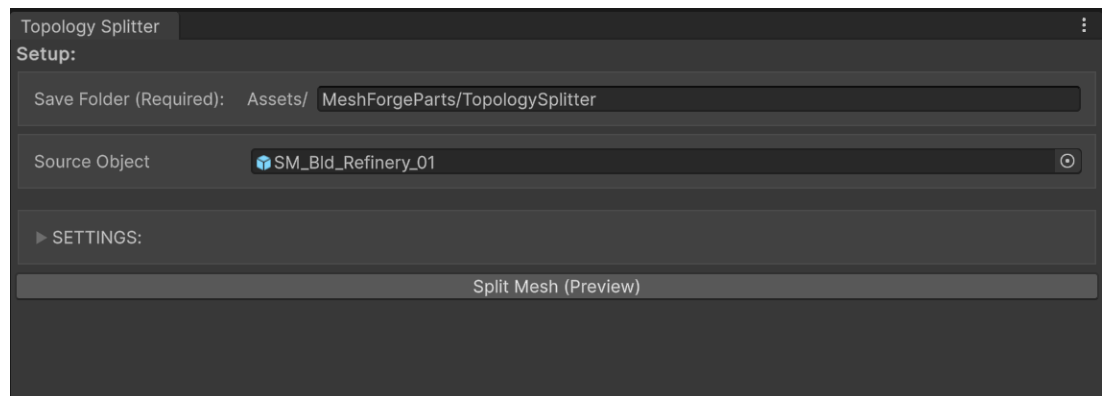 Topology Splitter
Setup:
Save Folder (Required): Assets/ MeshForgeParts/TopologySplitter
Source Object SM_Bld_Refinery_01
SETTINGS:
Split Mesh (Preview)